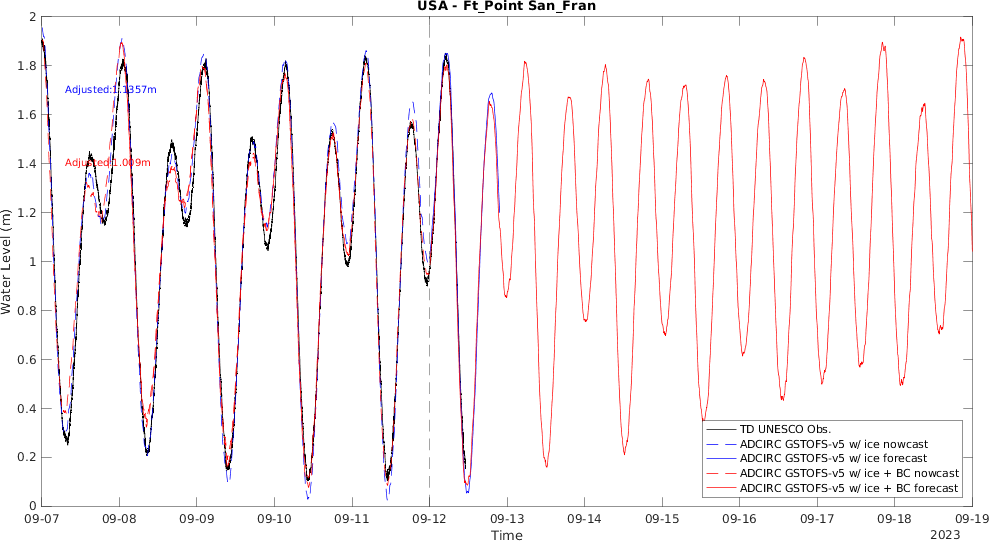 USA - Ft_Point San_Fran
Water Level (m)
2
1.8
1.6
1.4
1.2
1
0.8
0.6
0.4
0.2
0
Adjusted:1.1357m
Adjusted:1.009m
TD UNESCO Obs.
ADCIRC GSTOFS-v5 w/ ice nowcast
ADCIRC GSTOFS-v5 w/ ice forecast
ADCIRC GSTOFS-v5 w/ ice + BC nowcast
ADCIRC GSTOFS-v5 w/ ice + BC forecast
09-07 09-08 09-09 09-10 09-11 09-12 09-13 09-14 09-15 09-16 09-17 09-18 09-19
Time
2023